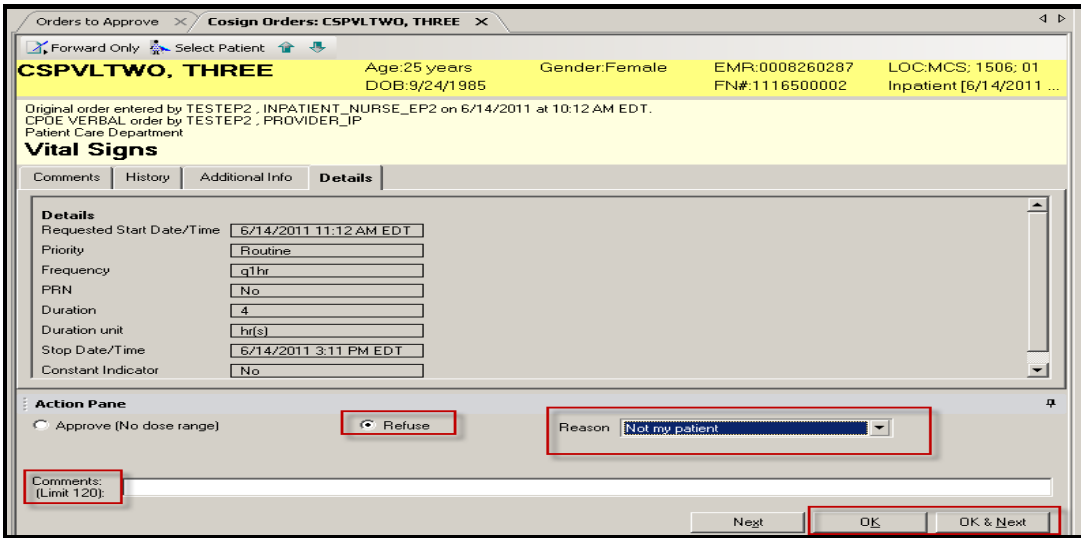 Orders to Approve Cosign Orders: CSPVLTWO, THREE
Forward Only Select Patient
CSPVLTWO, THREE Age:25 years Gender:Female EMR:0008260287 LOC:MCS; 1506; 01
DOB:9/24/1985 FN#:1116500002 Inpatient [6/14/2011 ...
Original order entered by TESTEP2 , INPATIENT_NURSE_EP2 on 6/14/2011 at 10:12 AM EDT.
CPOE VERBAL order by TESTEP2 , PROVIDER_IP
Patient Care Department
Vital Signs
Comments History Additional Info Details
Details
Requested Start Date/Time 6/14/2011 11:12 AM EDT
Priority Routine
Frequency q1hr
PRN No
Duration 4
Duration unit hr(s)
Stop Date/Time 6/14/2011 3:11 PM EDT
Constant Indicator No
Action Pane
Approve (No dose range) Refuse Reason Not my patient
Comments:
(Limit 120):
Next OK OK & Next